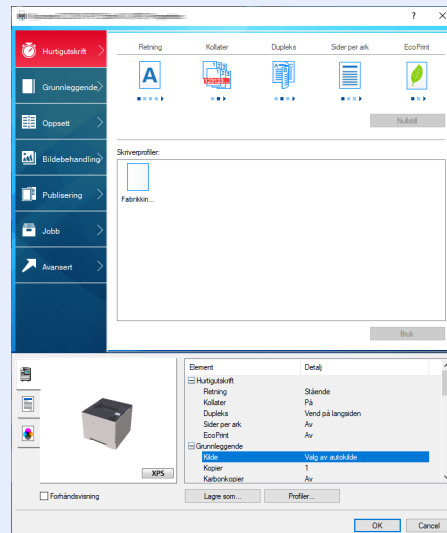 ? ×
Hurtigutskrift
Grunnleggende
Oppsett
Bildebehandling
Publisering
Jobb
Avansert
Retning Kollater Dupleks Sider per ark EcoPrint
A 123123
Nullstill
Skriverprofiler:
Fabrikkin...
Bruk
XPS
Forhåndsvisning
Element Detalj
Hurtigutskrift
Retning Stående
Kollater På
Dupleks Vend på langsiden
Sider per ark Av
EcoPrint Av
Grunnleggende
Kilde Valg av autokilde
Kopier 1
Karbonkopier Av
Lagre som... Profiler...
OK Cancel